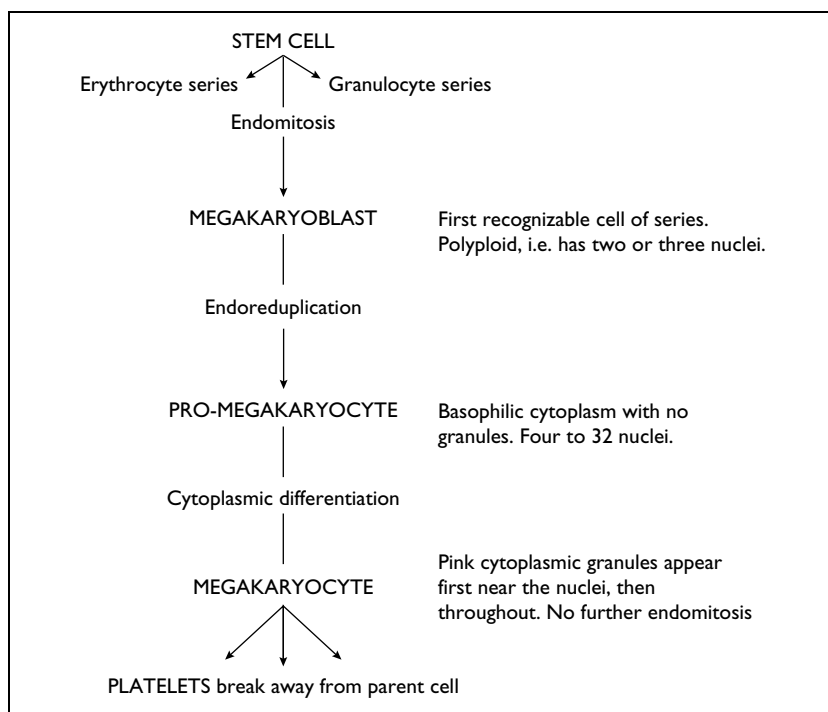 STEM CELL
Erythrocyte series
Granulocyte series
Endomitosis
MEGAKARYOBLAST
First recognizable cell of series.
Polyploid, i.e. has two or three nuclei.
Endoreduplication
PRO-MEGAKARYOCYTE
Basophilic cytoplasm with no
granules. Four to 32 nuclei.
Cytoplasmic differentiation
MEGAKARYOCYTE
Pink cytoplasmic granules appear
first near the nuclei, then
throughout. No further endomitosis
PLATELETS break away from parent cell